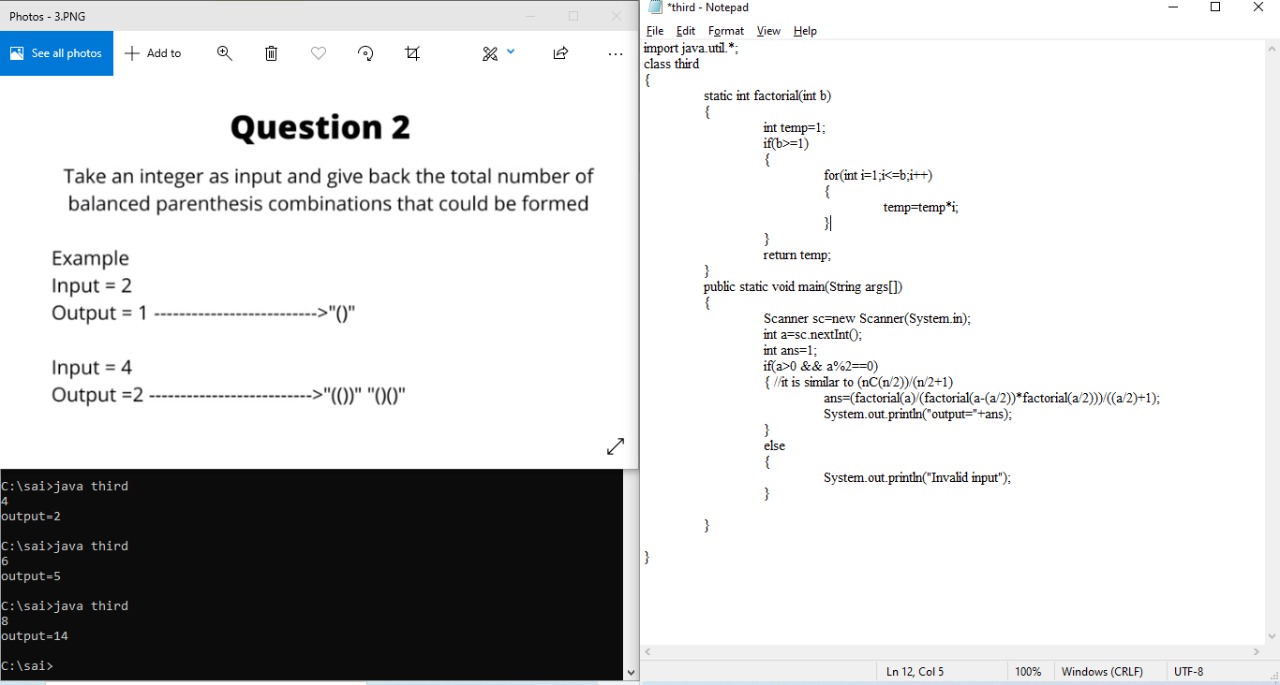 Photos - 3.PNG
See all photos
Add to
Question 2
Take an integer as input and give back the total number of
balanced parenthesis combinations that could be formed
Example
Input = 2
Output = 1 -------------------------->"()"
Input = 4
Output =2 -------------------------->"(())" "()()"
C:\sai>java third
4
output=2
C:\sai>java third
6
output=5
C:\sai>java third
8
output=14
C:\sai>
*third - Notepad
File Edit Format View Help
import java.util.*;
class third
{
static int factorial(int b)
{
int temp=1;
if(b>=1)
{
for(int i=1;i<=b;i++)
{
temp=temp*i;
}
}
return temp;
}
public static void main(String args[])
{
Scanner sc=new Scanner(System.in);
int a=sc.nextInt();
int ans=1;
if(a>0 && a%2==0)
{ //it is similar to (nC(n/2))/(n/2+1)
ans=(factorial(a)/(factorial(a-(a/2))*factorial(a/2)))/((a/2)+1);
System.out.println("output="+ans);
}
else
{
System.out.println("Invalid input");
}
}
}
Ln 12, Col 5
100%
Windows (CRLF)
UTF-8